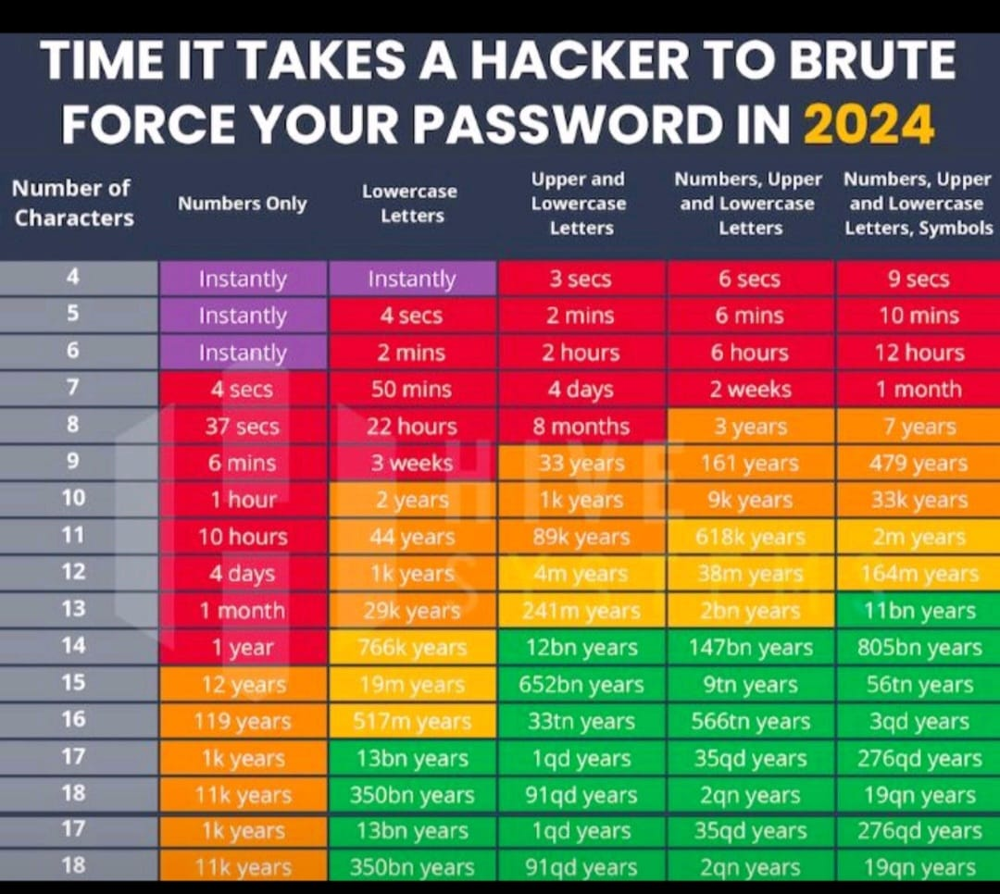 TIME IT TAKES A HACKER TO BRUTE
FORCE YOUR PASSWORD IN 2024
Number of Characters | Numbers Only | Lowercase Letters | Upper and Lowercase Letters | Numbers, Upper and Lowercase Letters | Numbers, Upper and Lowercase Letters, Symbols
4 | Instantly | Instantly | 3 secs | 6 secs | 9 secs
5 | Instantly | 4 secs | 2 mins | 6 mins | 10 mins
6 | Instantly | 2 mins | 2 hours | 6 hours | 12 hours
7 | 4 secs | 50 mins | 4 days | 2 weeks | 1 month
8 | 37 secs | 22 hours | 8 months | 3 years | 7 years
9 | 6 mins | 3 weeks | 33 years | 161 years | 479 years
10 | 1 hour | 2 years | 1k years | 9k years | 33k years
11 | 10 hours | 44 years | 89k years | 618k years | 2m years
12 | 4 days | 1k years | 4m years | 38m years | 164m years
13 | 1 month | 29k years | 241m years | 2bn years | 11bn years
14 | 1 year | 766k years | 12bn years | 147bn years | 805bn years
15 | 12 years | 19m years | 652bn years | 9tn years | 56tn years
16 | 119 years | 517m years | 33tn years | 566tn years | 3qd years
17 | 1k years | 13bn years | 1qd years | 35qd years | 276qd years
18 | 11k years | 350bn years | 91qd years | 2qn years | 19qn years
17 | 1k years | 13bn years | 1qd years | 35qd years | 276qd years
18 | 11k years | 350bn years | 91qd years | 2qn years | 19qn years
HIVE
SYSTEMS